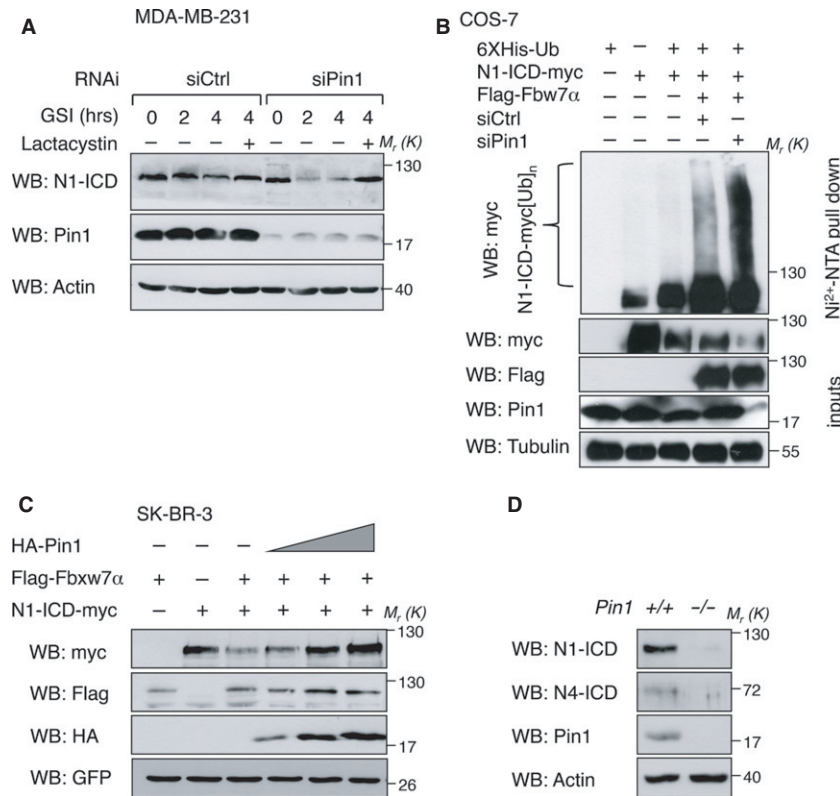 A
MDA-MB-231
RNAi siCtrl siPin1
GSI (hrs) 0 2 4 4 0 2 4 4
Lactacystin + + Mr (K)
WB: N1-ICD 130
WB: Pin1 17
WB: Actin 40
B
COS-7
6XHis-Ub + − + + +
N1-ICD-myc − + + + +
Flag-Fbw7α − − − + +
siCtrl − − − + −
siPin1 − − − − + Mr (K)
WB: myc
N1-ICD-myc[Ub]n
130
Ni2+-NTA pull down
WB: myc 130
WB: Flag 130
WB: Pin1 17
WB: Tubulin 55
inputs
C
SK-BR-3
HA-Pin1 − − −
Flag-Fbxw7α + − + + + +
N1-ICD-myc − + + + + + Mr (K)
WB: myc 130
WB: Flag 130
WB: HA 17
WB: GFP 26
D
Pin1 +/+ −/− Mr (K)
WB: N1-ICD 130
WB: N4-ICD 72
WB: Pin1 17
WB: Actin 40